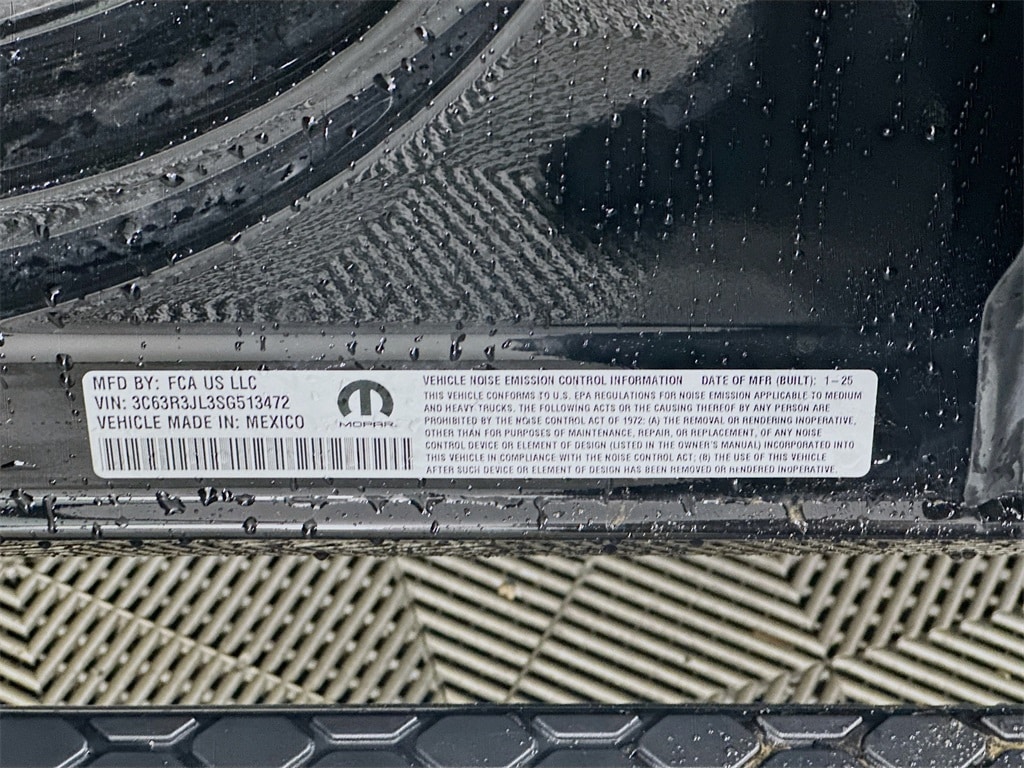 MFD BY: FCA US LLC
VIN: 3C63R3JL3SG513472
VEHICLE MADE IN: MEXICO
MOPAR
VEHICLE NOISE EMISSION CONTROL INFORMATION DATE OF MFR (BUILT): 1-25
THIS VEHICLE CONFORMS TO U.S. EPA REGULATIONS FOR NOISE EMISSION APPLICABLE TO MEDIUM
AND HEAVY TRUCKS. THE FOLLOWING ACTS OR THE CAUSING THEREOF BY ANY PERSON ARE
PROHIBITED BY THE NOISE CONTROL ACT OF 1972: (A) THE REMOVAL OR RENDERING INOPERATIVE,
OTHER THAN FOR PURPOSES OF MAINTENANCE, REPAIR, OR REPLACEMENT, OF ANY NOISE
CONTROL DEVICE OR ELEMENT OF DESIGN (LISTED IN THE OWNER'S MANUAL) INCORPORATED INTO
THIS VEHICLE IN COMPLIANCE WITH THE NOISE CONTROL ACT; (B) THE USE OF THIS VEHICLE
AFTER SUCH DEVICE OR ELEMENT OF DESIGN HAS BEEN REMOVED OR RENDERED INOPERATIVE.